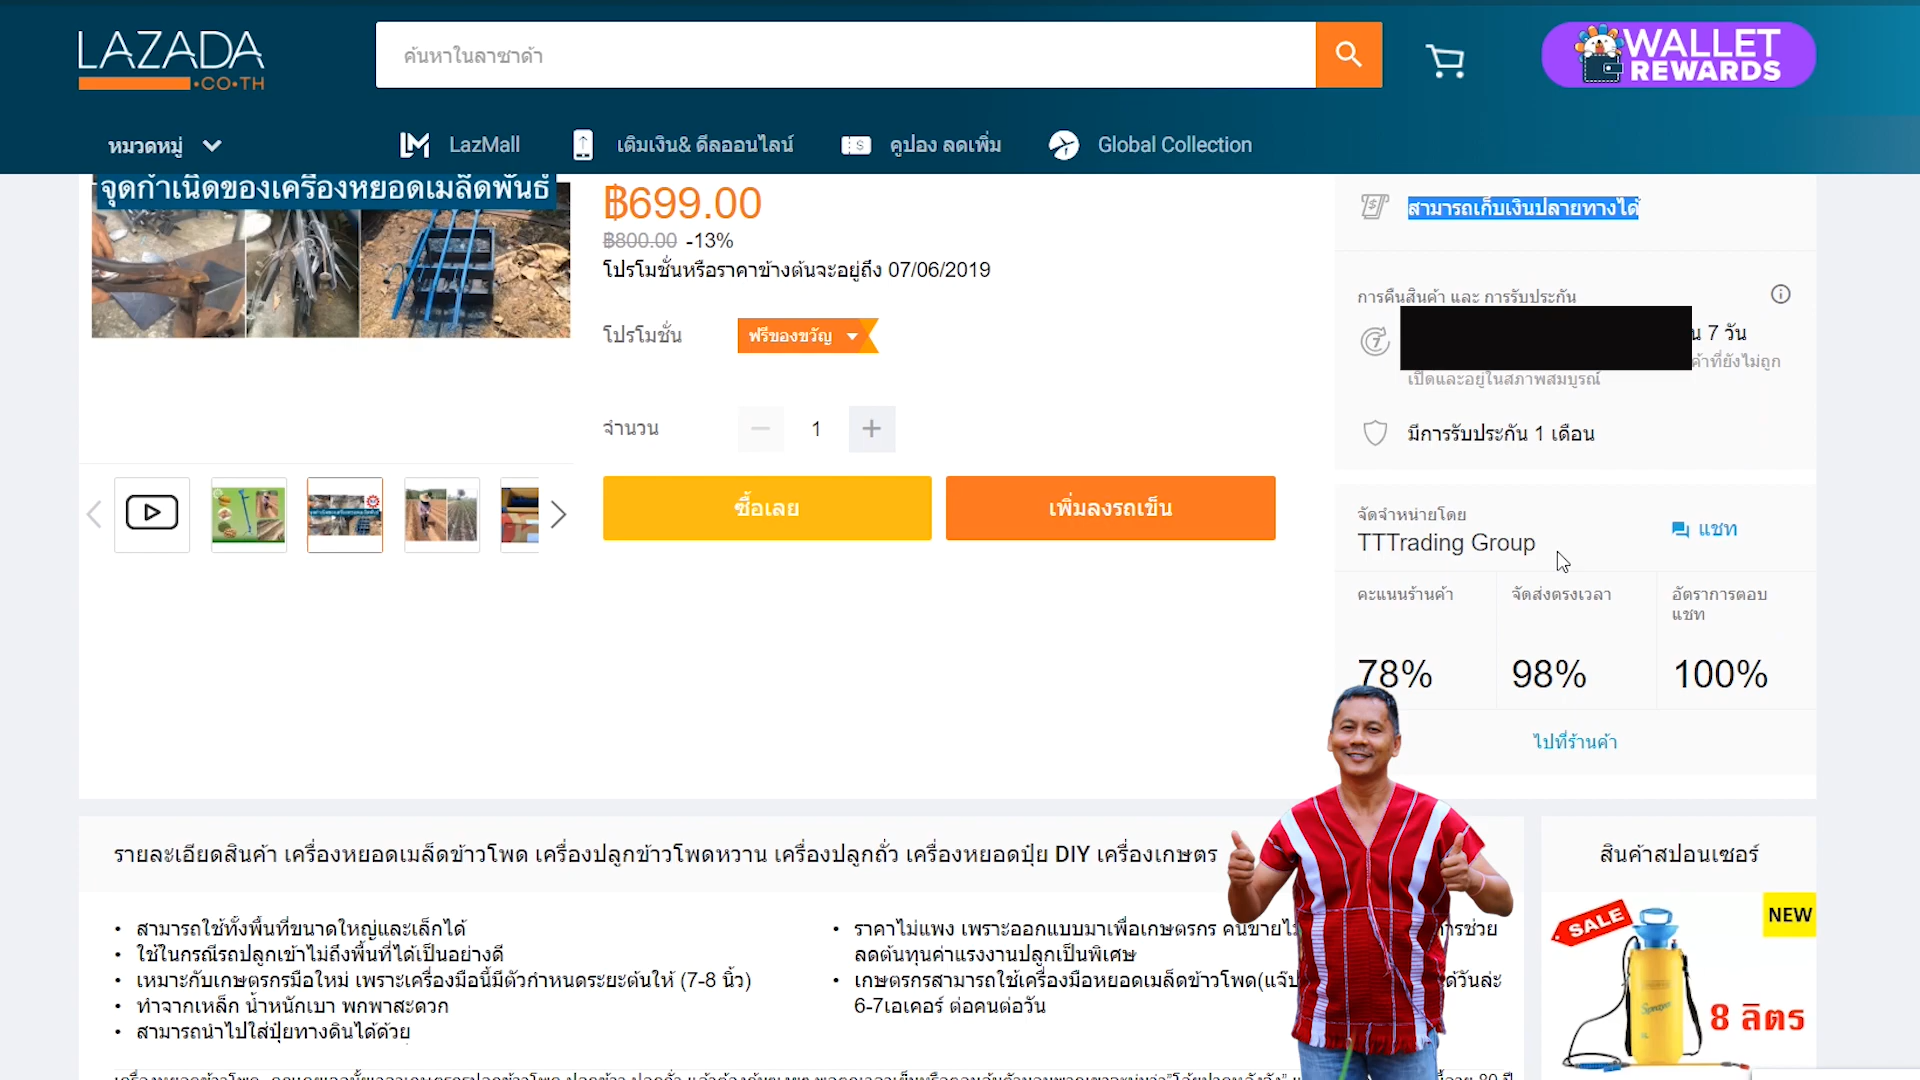 LAZADA
.CO.TH
ค้นหาในลาซาด้า
WALLET
REWARDS
หมวดหมู่
LazMall
เติมเงิน& ดีลออนไลน์
คูปอง ลดเพิ่ม
Global Collection
จุดกำเนิดของเครื่องหยอดเมล็ดพันธุ์
฿699.00
฿800.00 -13%
โปรโมชั่นหรือราคาข้างต้นจะอยู่ถึง 07/06/2019
โปรโมชั่น
ฟรีของขวัญ
จำนวน
1
ซื้อเลย
เพิ่มลงรถเข็น
สามารถเก็บเงินปลายทางได้
การคืนสินค้า และ การรับประกัน
7 วัน
ค้าที่ยังไม่ถูก
เปิดและอยู่ในสภาพสมบูรณ์
มีการรับประกัน 1 เดือน
จัดจำหน่ายโดย
แชท
TTTrading Group
คะแนนร้านค้า
จัดส่งตรงเวลา
อัตราการตอบ
แชท
78%
98%
100%
ไปที่ร้านค้า
รายละเอียดสินค้า เครื่องหยอดเมล็ดข้าวโพด เครื่องปลูกข้าวโพดหวาน เครื่องปลูกถั่ว เครื่องหยอดปุ๋ย DIY เครื่องเกษตร
• สามารถใช้ทั้งพื้นที่ขนาดใหญ่และเล็กได้
• ใช้ในกรณีรถปลูกเข้าไม่ถึงพื้นที่ได้เป็นอย่างดี
• เหมาะกับเกษตรกรมือใหม่ เพราะเครื่องมือนี้มีตัวกำหนดระยะต้นให้ (7-8 นิ้ว)
• ทำจากเหล็ก น้ำหนักเบา พกพาสะดวก
• สามารถนำไปใส่ปุ๋ยทางดินได้ด้วย
• ราคาไม่แพง เพราะออกแบบมาเพื่อเกษตรกร คนขายไม่ การช่วย
ลดต้นทุนค่าแรงงานปลูกเป็นพิเศษ
• เกษตรกรสามารถใช้เครื่องมือหยอดเมล็ดข้าวโพด(แจ๊ป ได้วันล่ะ
6-7เอเคอร์ ต่อคนต่อวัน
สินค้าสปอนเซอร์
SALE
NEW
Sprayer
8 ลิตร